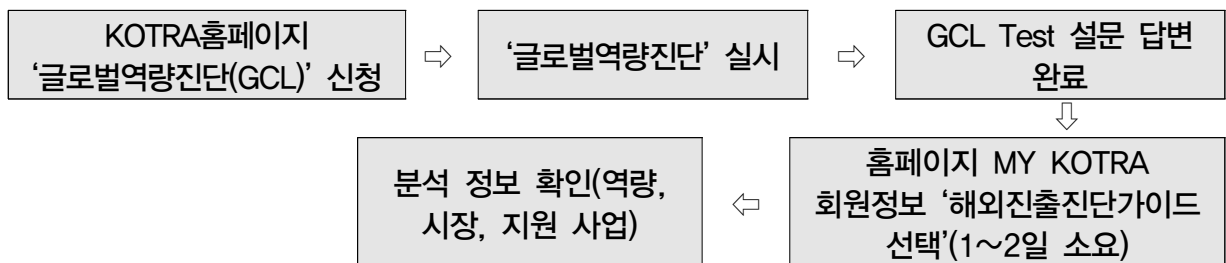 KOTRA홈페이지
‘글로벌역량진단(GCL)’ 신청
⇨
‘글로벌역량진단’ 실시
⇨
GCL Test 설문 답변
완료
⇩
홈페이지 MY KOTRA
회원정보 ‘해외진출진단가이드
선택’(1～2일 소요)
⇦
분석 정보 확인(역량,
시장, 지원 사업)